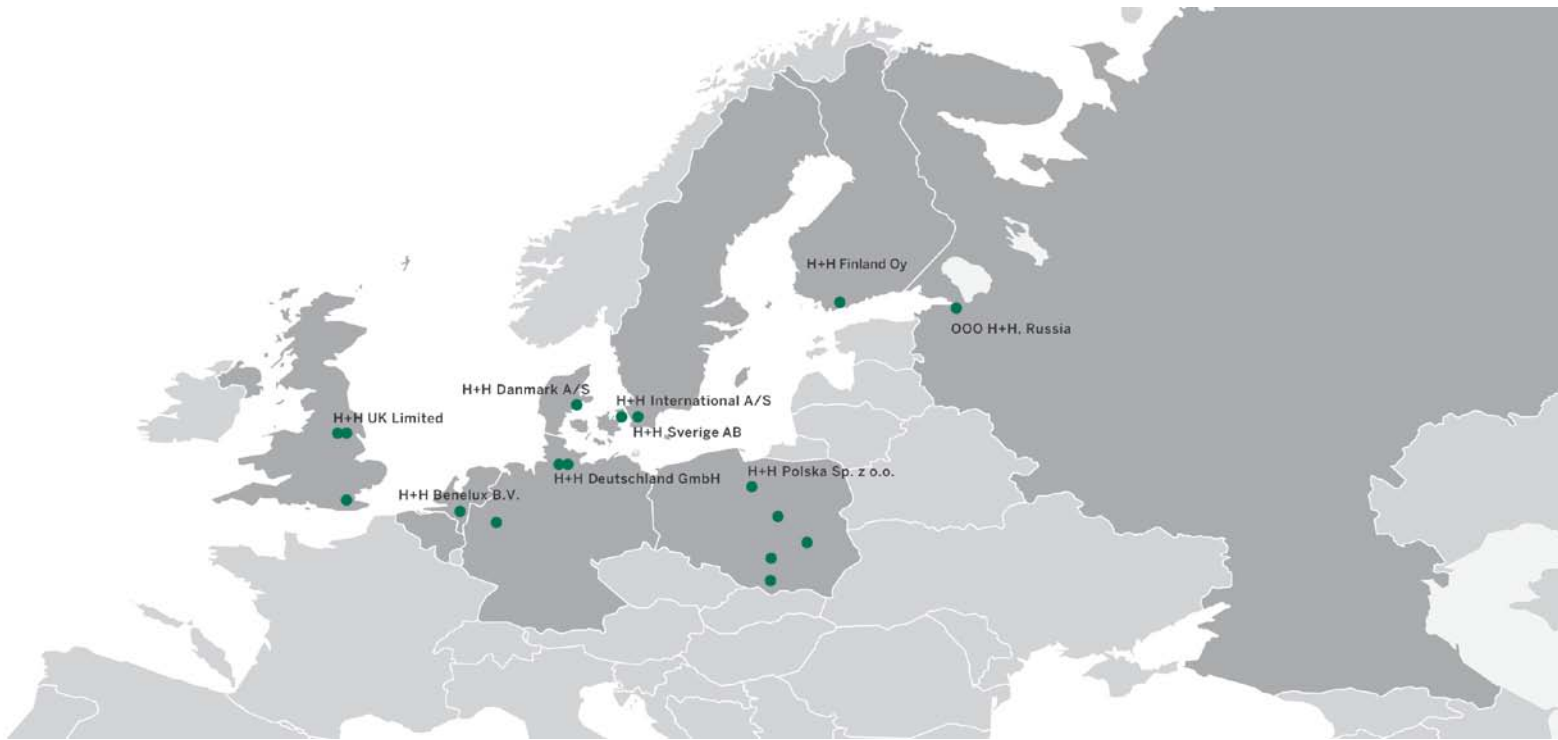 H+H Finland Oy
OOO H+H, Russia
H+H Danmark A/S
H+H International A/S
H+H UK Limited
H+H Sverige AB
H+H Polska Sp. z o.o.
H+H Deutschland GmbH
H+H Benelux B.V.